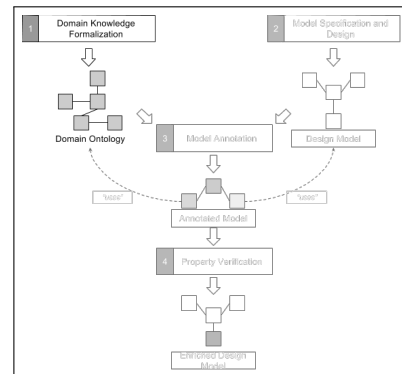 1 Domain Knowledge
Formalization
2 Model Specification and
Design
Domain Ontology
3 Model Annotation
Design Model
"uses"
"uses"
Annotated Model
4 Property Verification
Enriched Design
Model